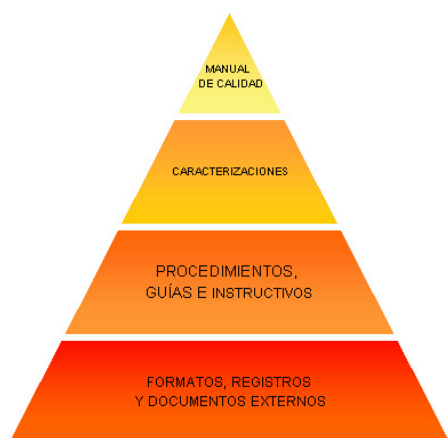 MANUAL
DE CALIDAD
CARACTERIZACIONES
PROCEDIMIENTOS,
GUÍAS E INSTRUCTIVOS
FORMATOS, REGISTROS
Y DOCUMENTOS EXTERNOS